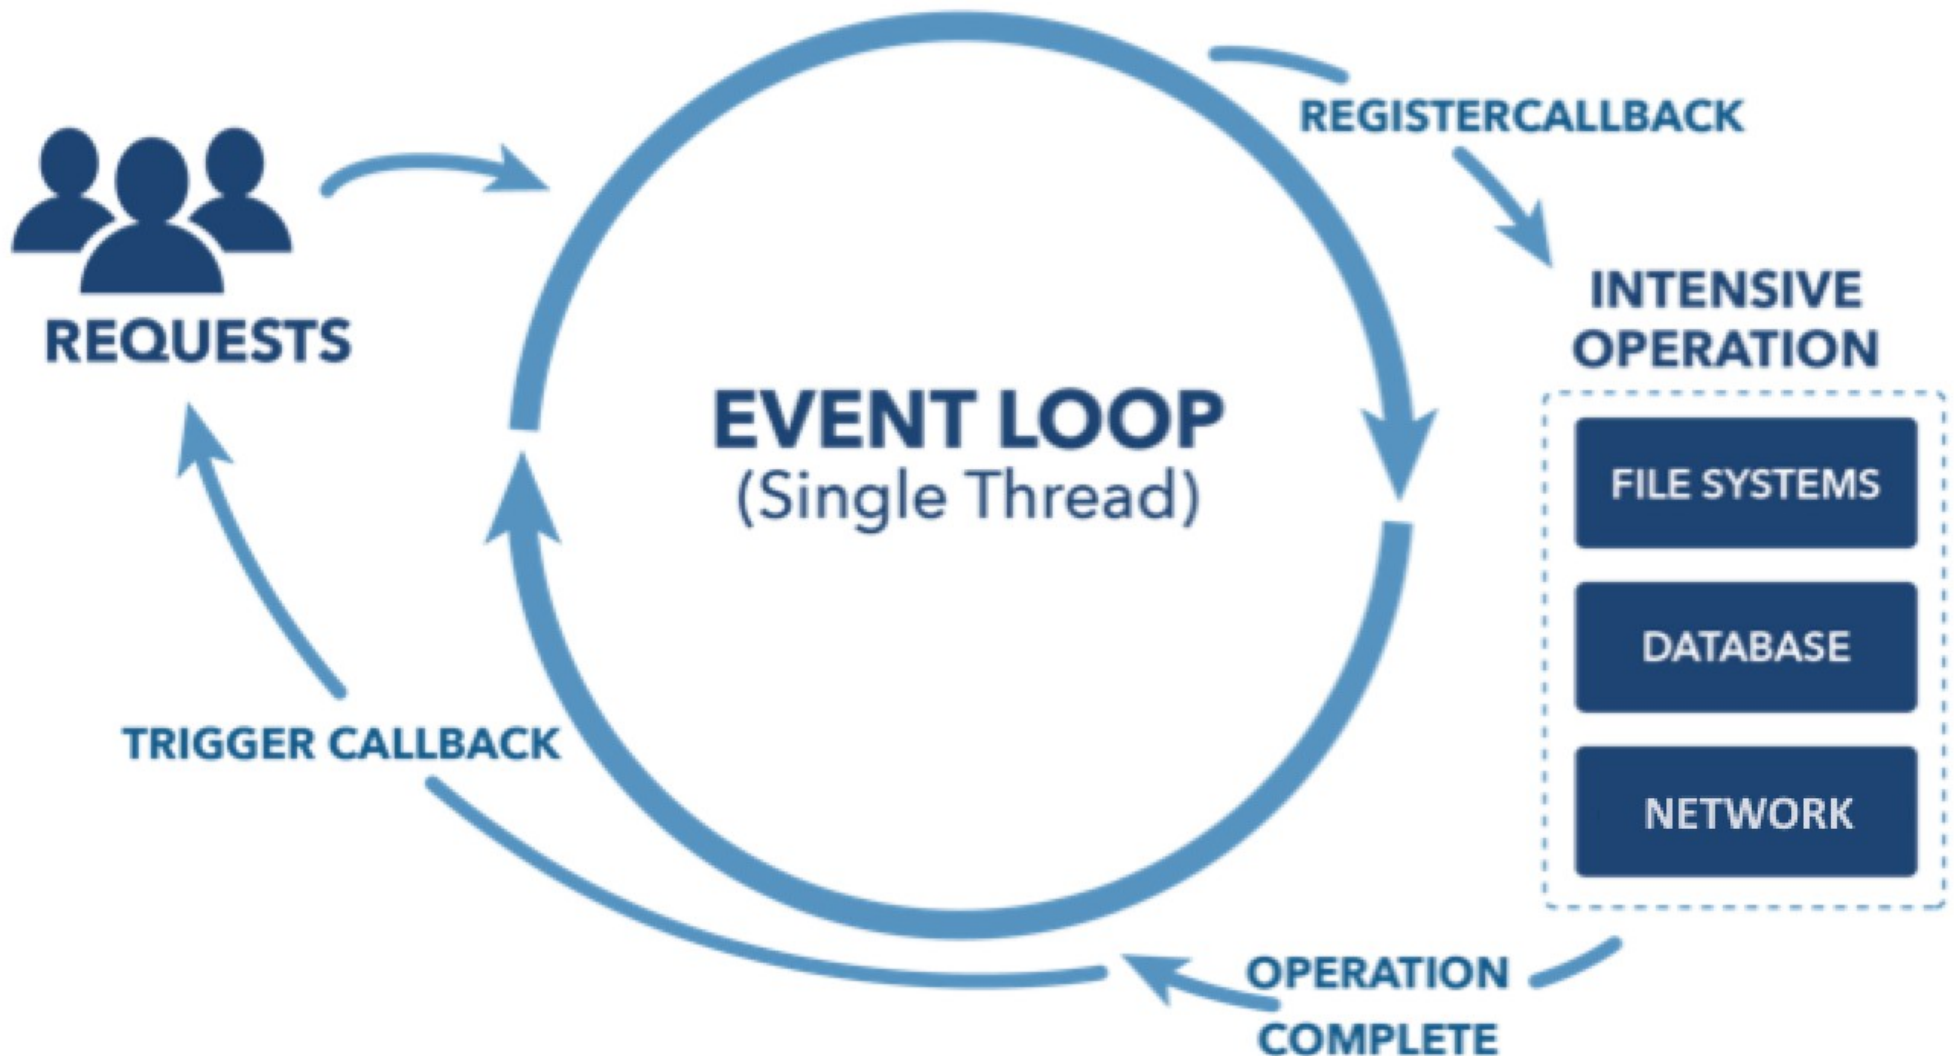 REGISTERCALLBACK
REQUESTS
INTENSIVE
OPERATION
EVENT LOOP
(Single Thread)
FILE SYSTEMS
DATABASE
NETWORK
TRIGGER CALLBACK
OPERATION
COMPLETE